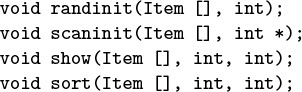 void randinit(Item [], int);
void scaninit(Item [], int *);
void show(Item [], int, int);
void sort(Item [], int, int);